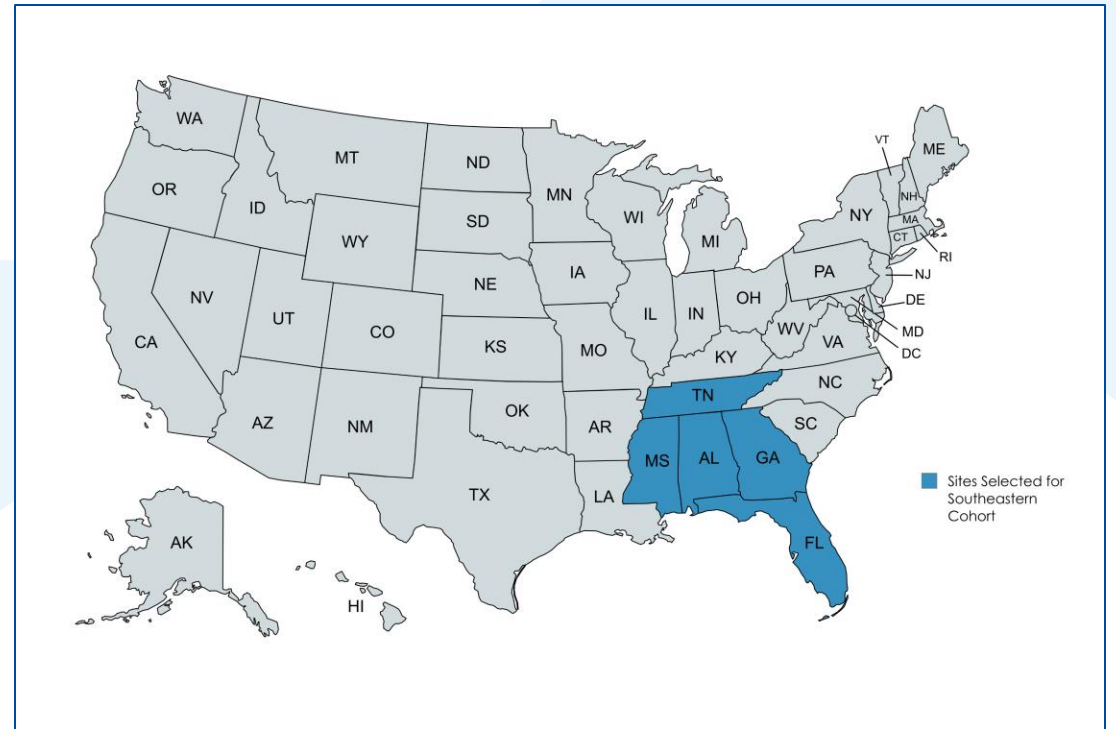 WA
MT
ND
MN
OR
ID
WY
SD
WI
MI
VT
ME
NH
NY
MA
CT
RI
NV
UT
CO
NE
IA
IL
IN
OH
PA
NJ
DE
MD
DC
CA
KS
MO
KY
WV
VA
AZ
NM
OK
AR
TN
NC
SC
TX
LA
MS
AL
GA
FL
AK
HI
Sites Selected for
Southeastern
Cohort